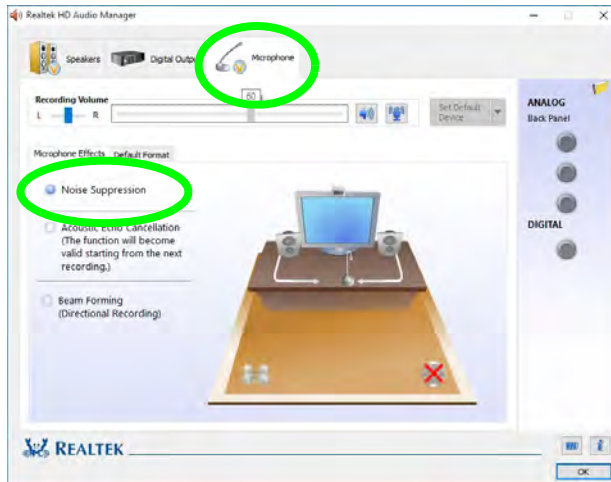 Realtek HD Audio Manager
Speakers
Digital Output
Microphone
Recording Volume
L
R
60
Set Default
Device
ANALOG
Back Panel
Microphone Effects
Default Format
Noise Suppression
Acoustic Echo Cancellation
(The function will become
valid starting from the next
recording.)
Beam Forming
(Directional Recording)
DIGITAL
REALTEK
i
OK